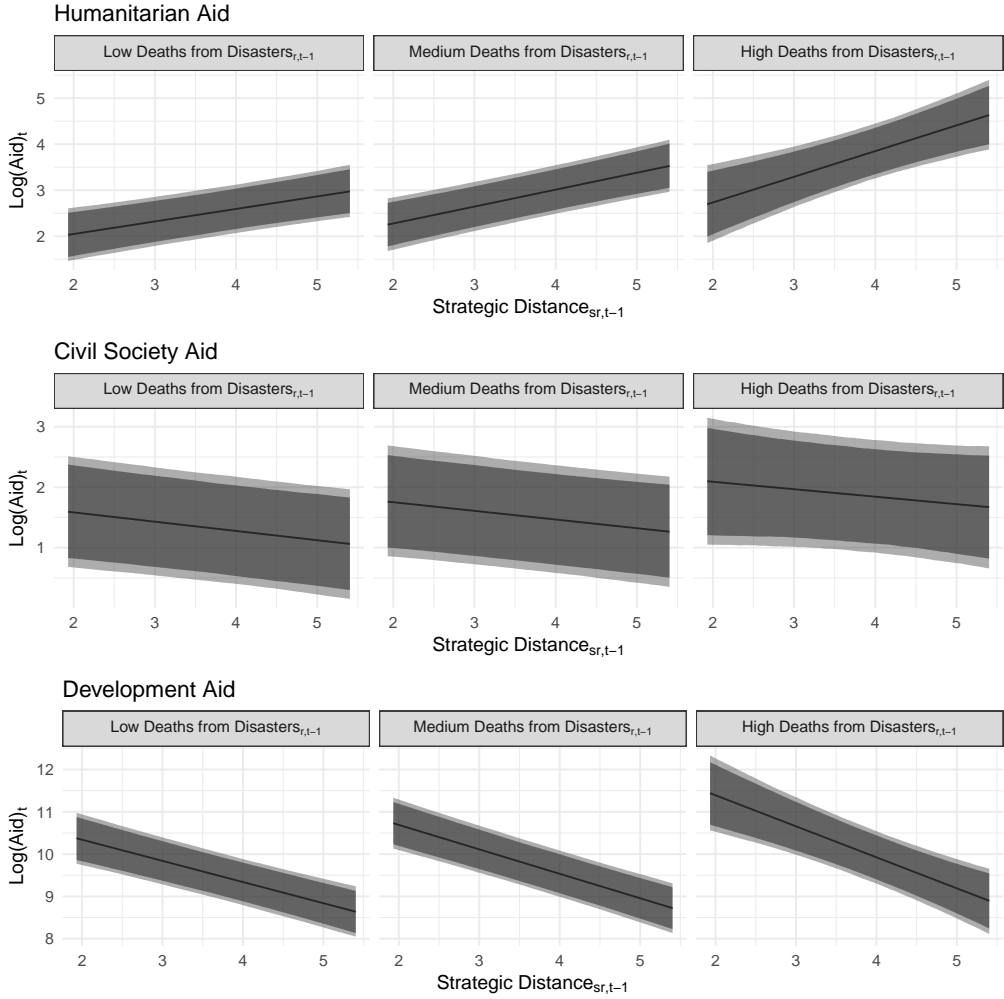 Humanitarian Aid
Low Deaths from Disasters_r,t−1 Medium Deaths from Disasters_r,t−1 High Deaths from Disasters_r,t−1
Log(Aid)_t
5
4
3
2
2 3 4 5 2 3 4 5 2 3 4 5
Strategic Distance_sr,t−1
Civil Society Aid
Low Deaths from Disasters_r,t−1 Medium Deaths from Disasters_r,t−1 High Deaths from Disasters_r,t−1
Log(Aid)_t
3
2
1
2 3 4 5 2 3 4 5 2 3 4 5
Strategic Distance_sr,t−1
Development Aid
Low Deaths from Disasters_r,t−1 Medium Deaths from Disasters_r,t−1 High Deaths from Disasters_r,t−1
Log(Aid)_t
12
11
10
9
8
2 3 4 5 2 3 4 5 2 3 4 5
Strategic Distance_sr,t−1